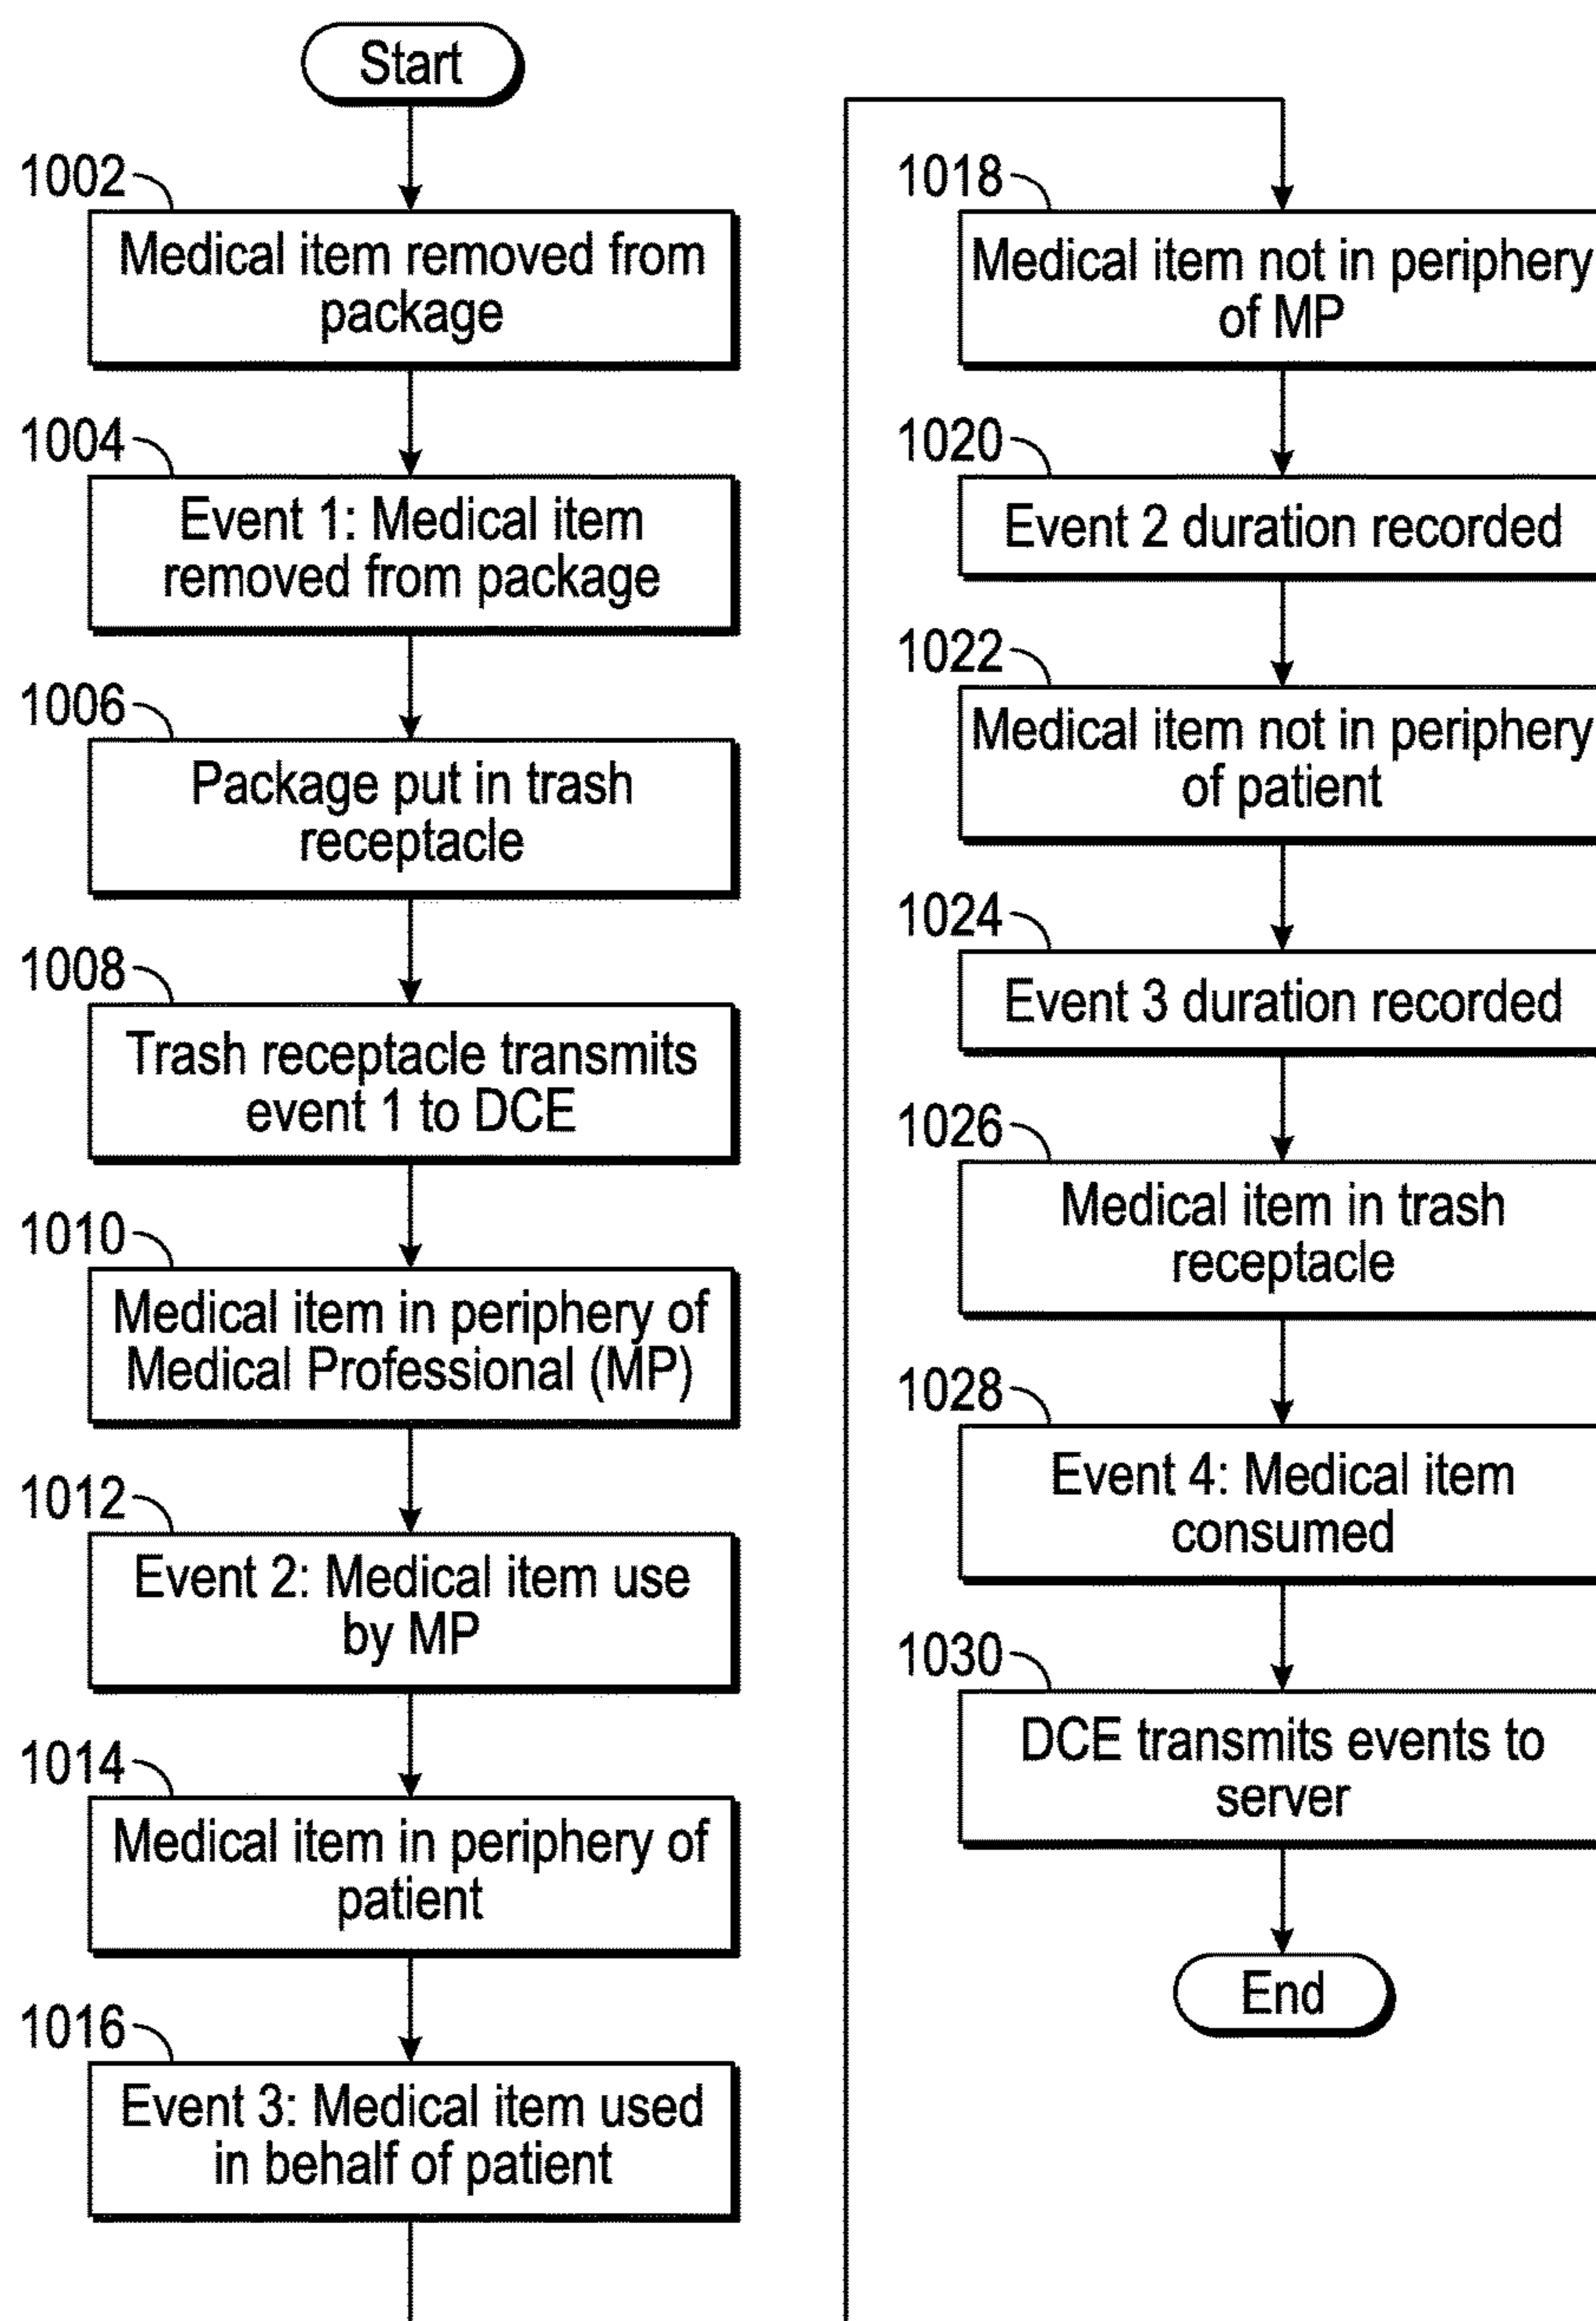 Start
1002
Medical item removed from
package
1004
Event 1: Medical item
removed from package
1006
Package put in trash
receptacle
1008
Trash receptacle transmits
event 1 to DCE
1010
Medical item in periphery of
Medical Professional (MP)
1012
Event 2: Medical item use
by MP
1014
Medical item in periphery of
patient
1016
Event 3: Medical item used
in behalf of patient
1018
Medical item not in periphery
of MP
1020
Event 2 duration recorded
1022
Medical item not in periphery
of patient
1024
Event 3 duration recorded
1026
Medical item in trash
receptacle
1028
Event 4: Medical item
consumed
1030
DCE transmits events to
server
End